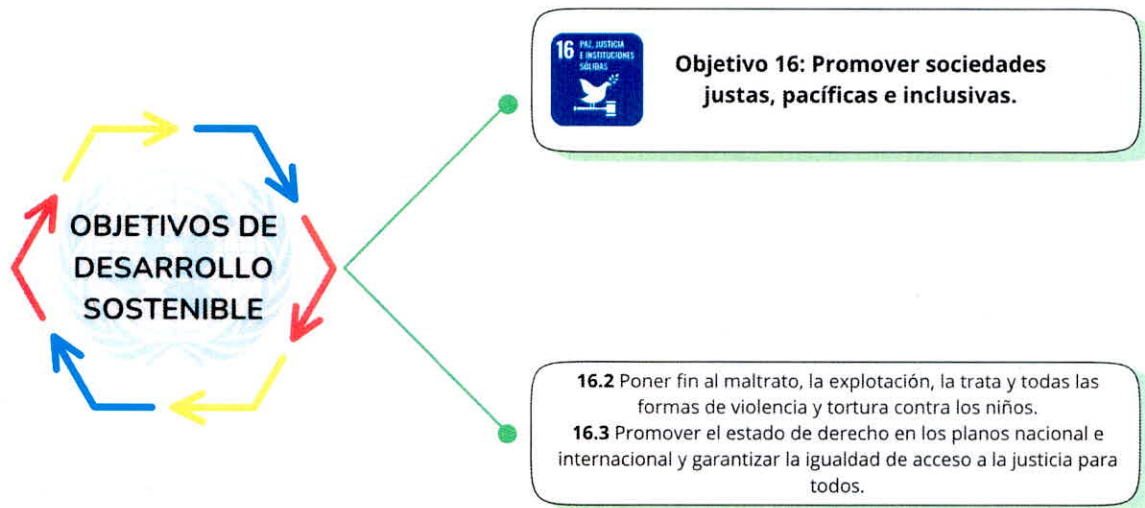 16 PAZ, JUSTICIA
E INSTITUCIONES
SÓLIDAS
Objetivo 16: Promover sociedades
justas, pacíficas e inclusivas.
OBJETIVOS DE
DESARROLLO
SOSTENIBLE
16.2 Poner fin al maltrato, la explotación, la trata y todas las
formas de violencia y tortura contra los niños.
16.3 Promover el estado de derecho en los planos nacional e
internacional y garantizar la igualdad de acceso a la justicia para
todos.